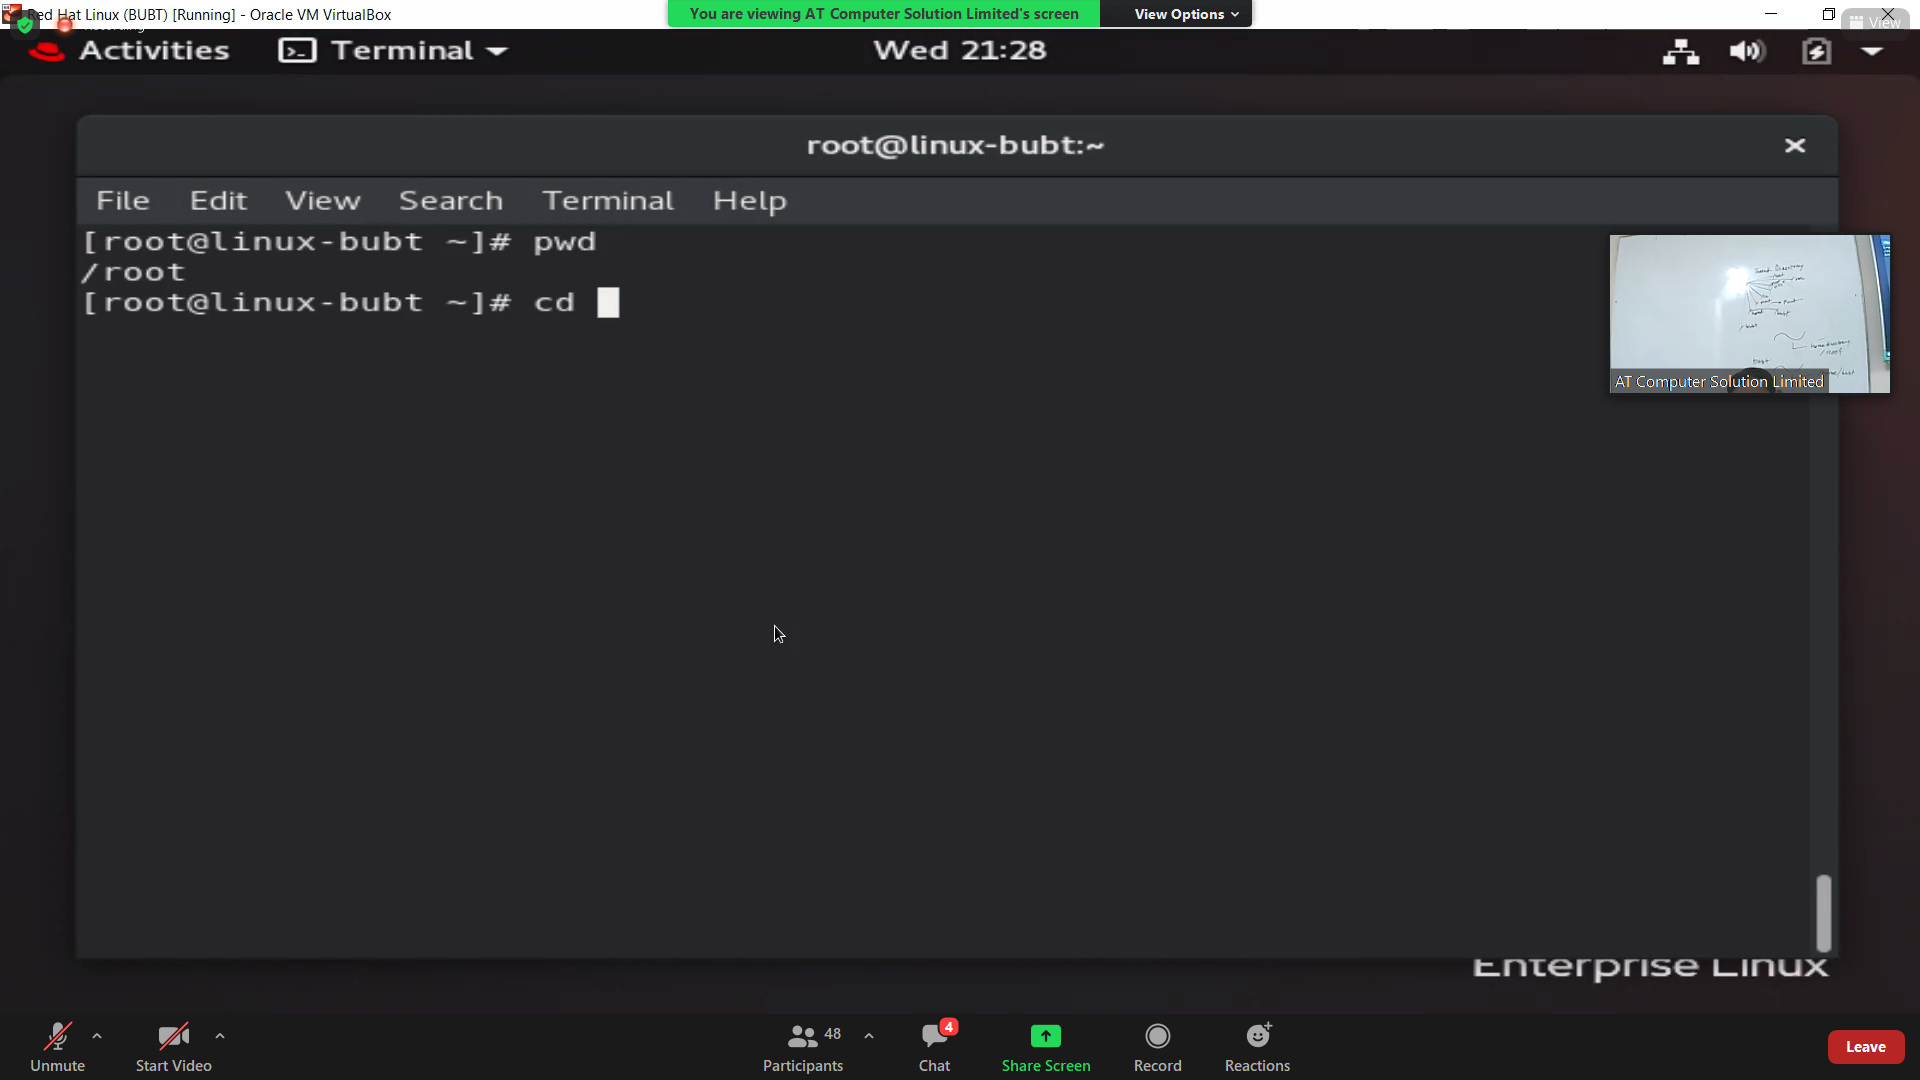 Red Hat Linux (BUBT) [Running] - Oracle VM VirtualBox
You are viewing AT Computer Solution Limited's screen
View Options
View
Activities
Terminal
Wed 21:28
root@linux-bubt:~
File Edit View Search Terminal Help
[root@linux-bubt ~]# pwd
/root
[root@linux-bubt ~]# cd
AT Computer Solution Limited
Enterprise Linux
Unmute
Start Video
48
Participants
4
Chat
Share Screen
Record
Reactions
Leave